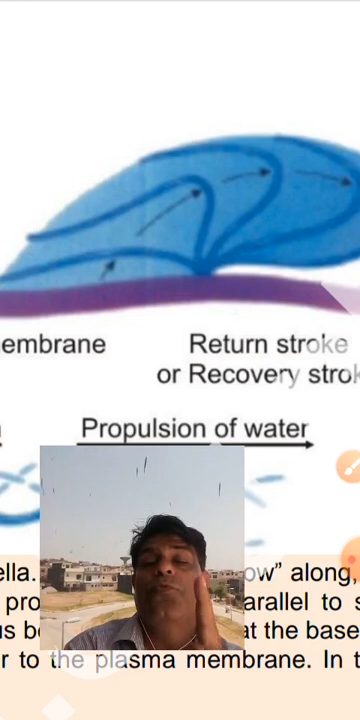 embrane
Return stroke
or Recovery strok
Propulsion of water
ella. ow” along,
pro arallel to s
us b at the base
r to the plasma membrane. In t